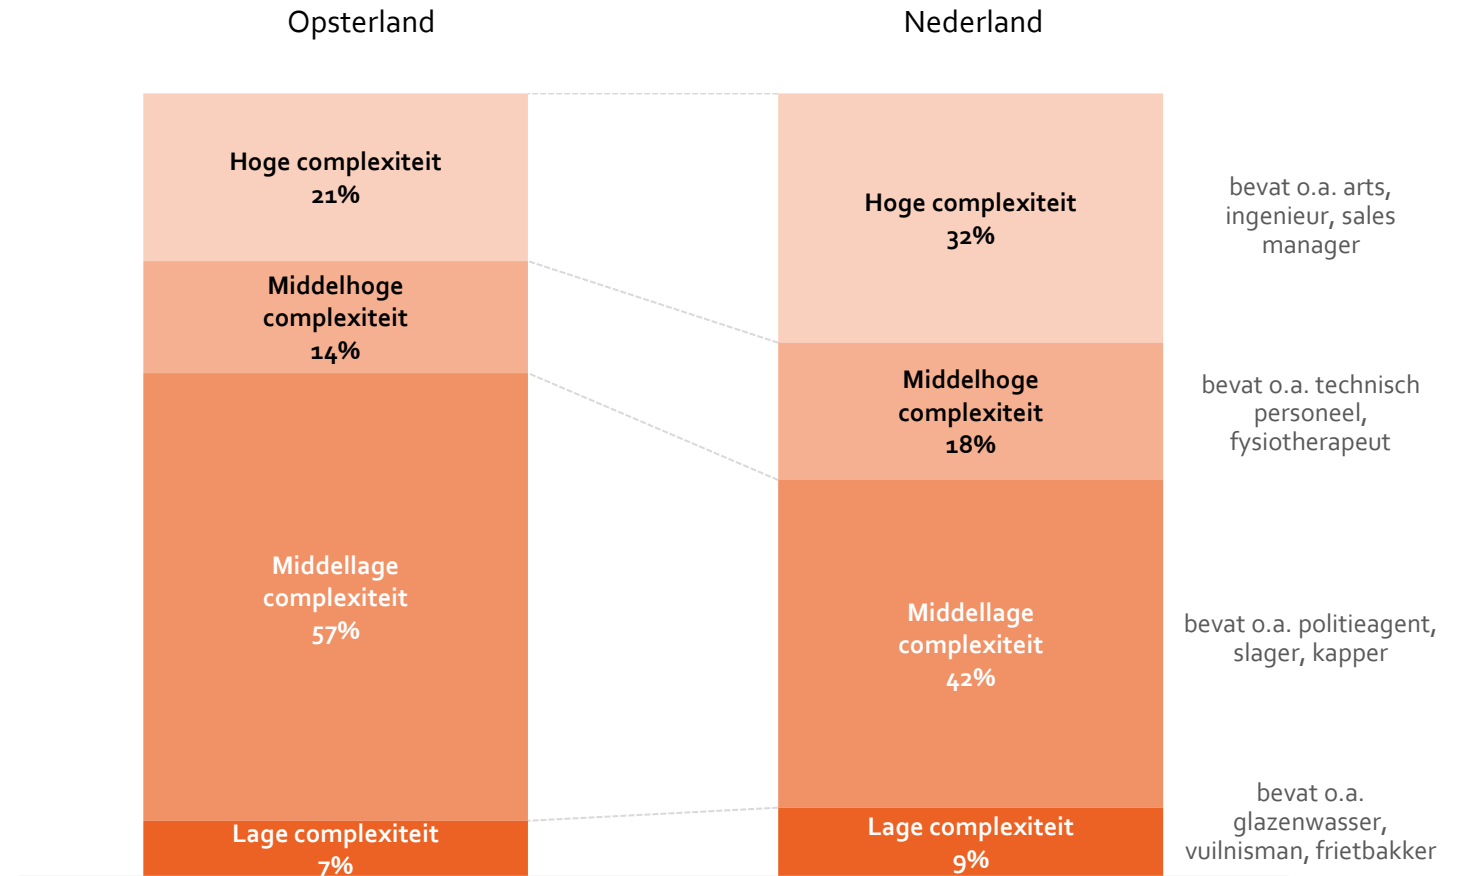 Opsterland
Nederland
Hoge complexiteit
21%
Middelhoge
complexiteit
14%
Middellage
complexiteit
57%
Lage complexiteit
7%
Hoge complexiteit
32%
Middelhoge
complexiteit
18%
Middellage
complexiteit
42%
Lage complexiteit
9%
bevat o.a. arts,
ingenieur, sales
manager
bevat o.a. technisch
personeel,
fysiotherapeut
bevat o.a. politieagent,
slager, kapper
bevat o.a.
glazenwasser,
vuilnisman, frietbakker